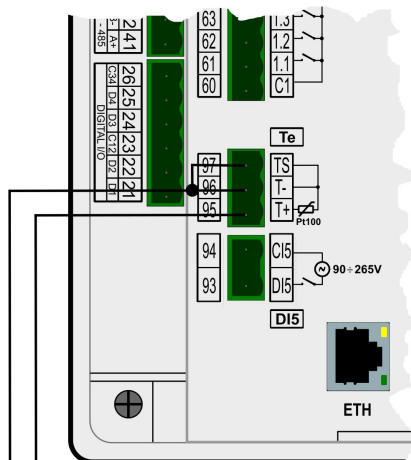 - 485
B- A+
2 41
63 1.3
62 1.2
61 1.1
60 C1
26 25 24 23 22 21
C34 D4 D3 C12 D2 D1
DIGITAL I/O
Te
97 TS
96 T-
95 T+
Pt100
94 CI5
93 DI5
90÷265V
DI5
ETH